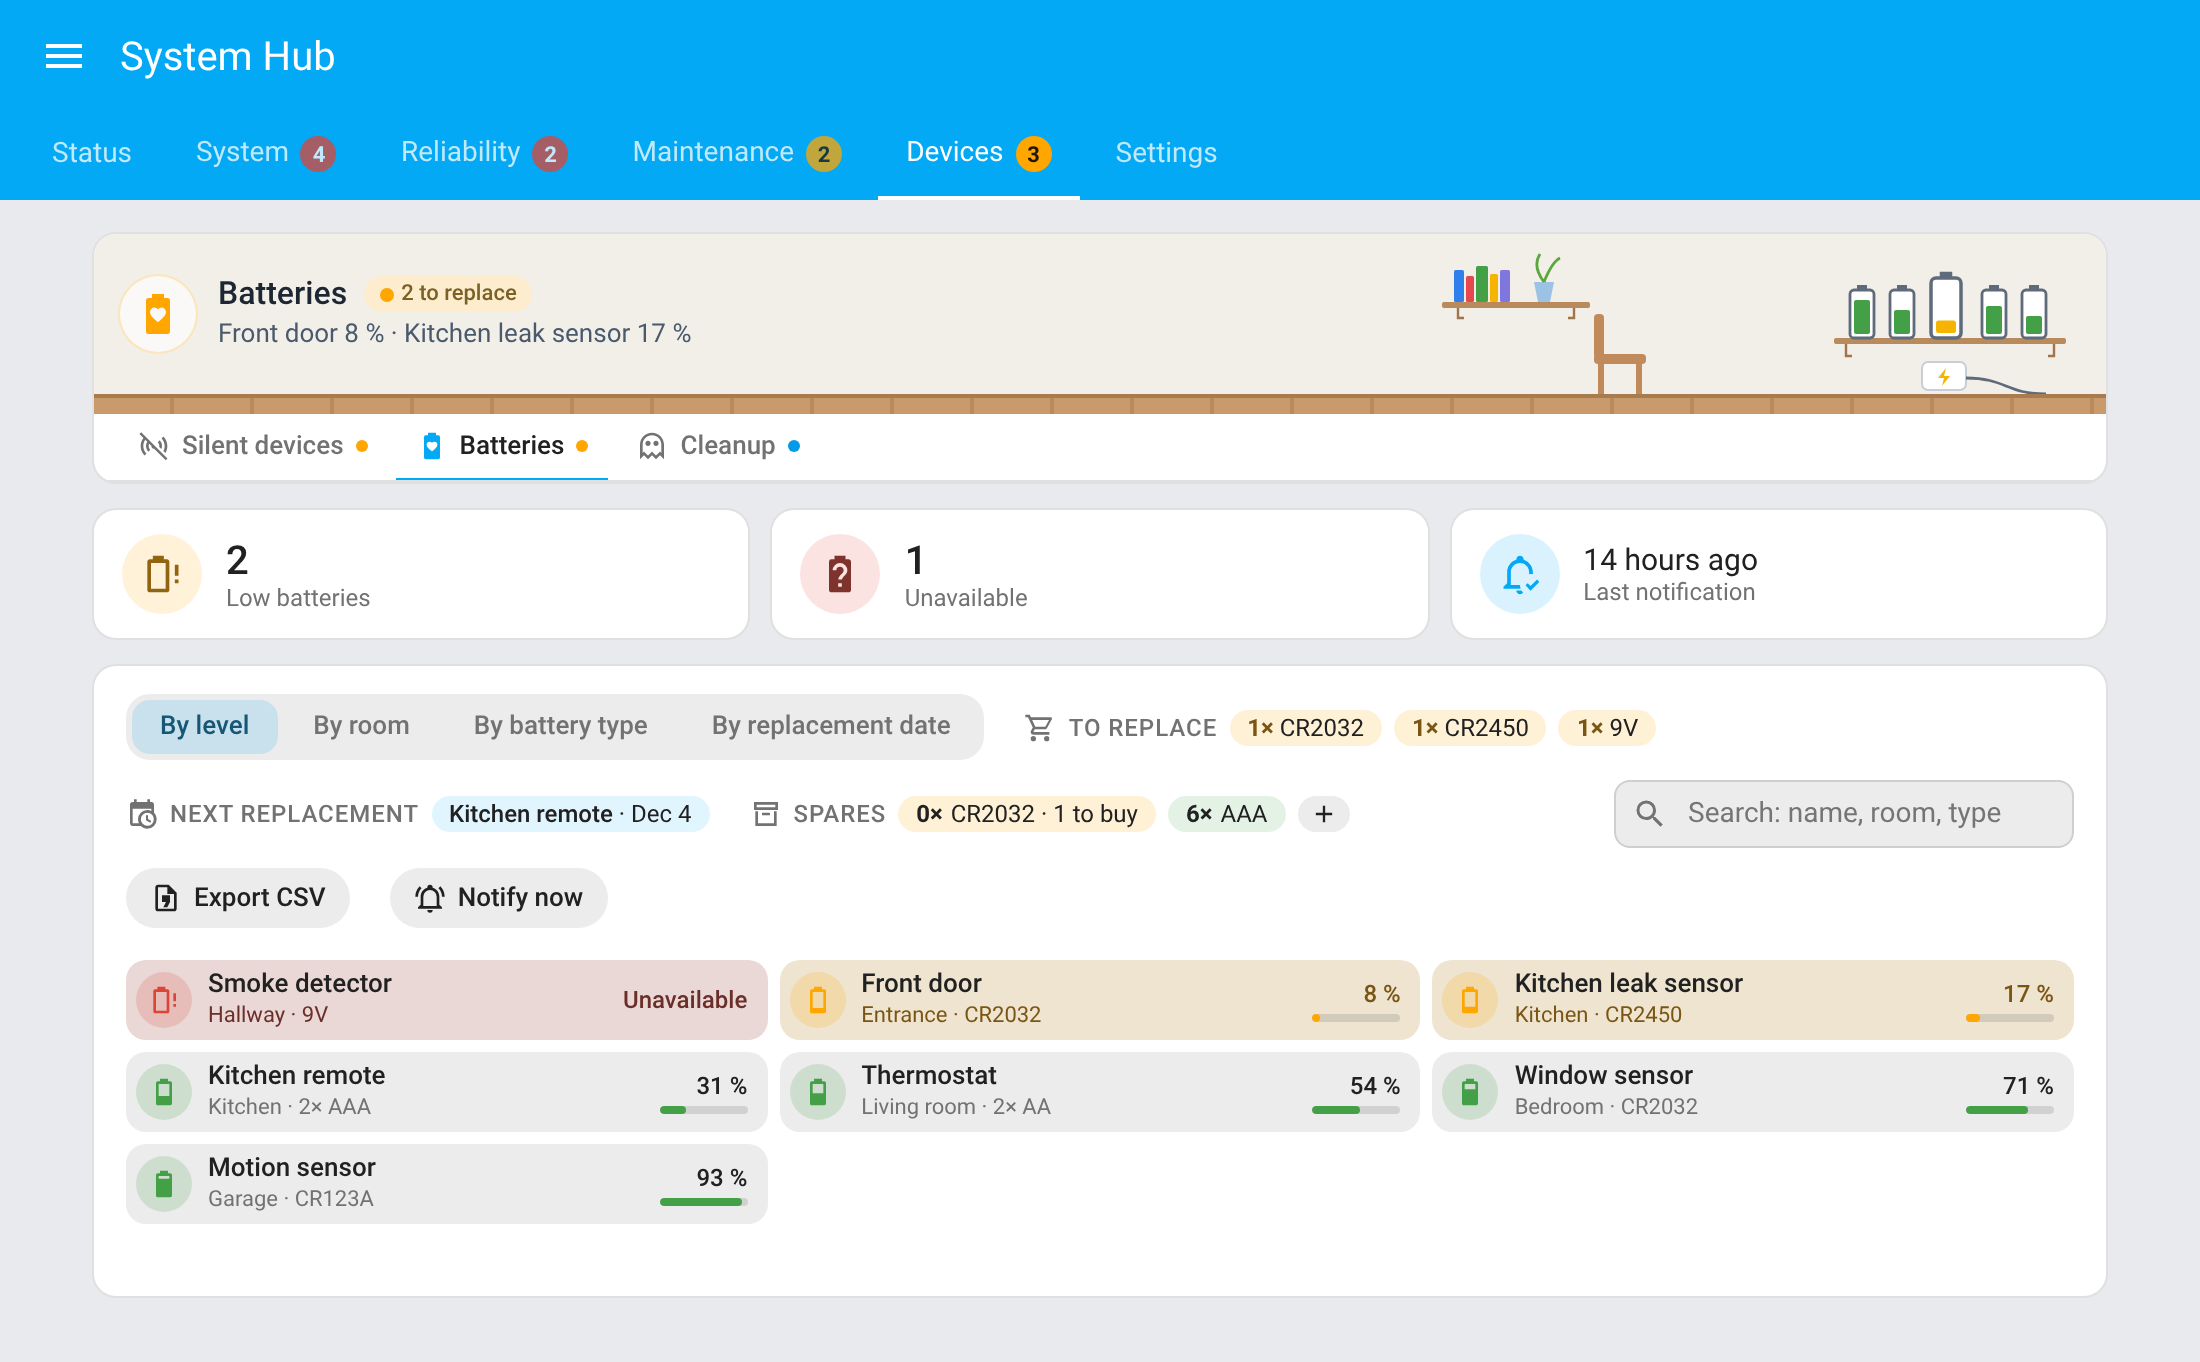 System Hub
Status
System 4
Reliability 2
Maintenance 2
Devices 3
Settings
Batteries
2 to replace
Front door 8 % · Kitchen leak sensor 17 %
Silent devices
Batteries
Cleanup
2
Low batteries
1
Unavailable
14 hours ago
Last notification
By level
By room
By battery type
By replacement date
TO REPLACE
1× CR2032
1× CR2450
1× 9V
NEXT REPLACEMENT
Kitchen remote · Dec 4
SPARES
0× CR2032 · 1 to buy
6× AAA
+
Search: name, room, type
Export CSV
Notify now
Smoke detector
Hallway · 9V
Unavailable
Front door
Entrance · CR2032
8 %
Kitchen leak sensor
Kitchen · CR2450
17 %
Kitchen remote
Kitchen · 2× AAA
31 %
Thermostat
Living room · 2× AA
54 %
Window sensor
Bedroom · CR2032
71 %
Motion sensor
Garage · CR123A
93 %